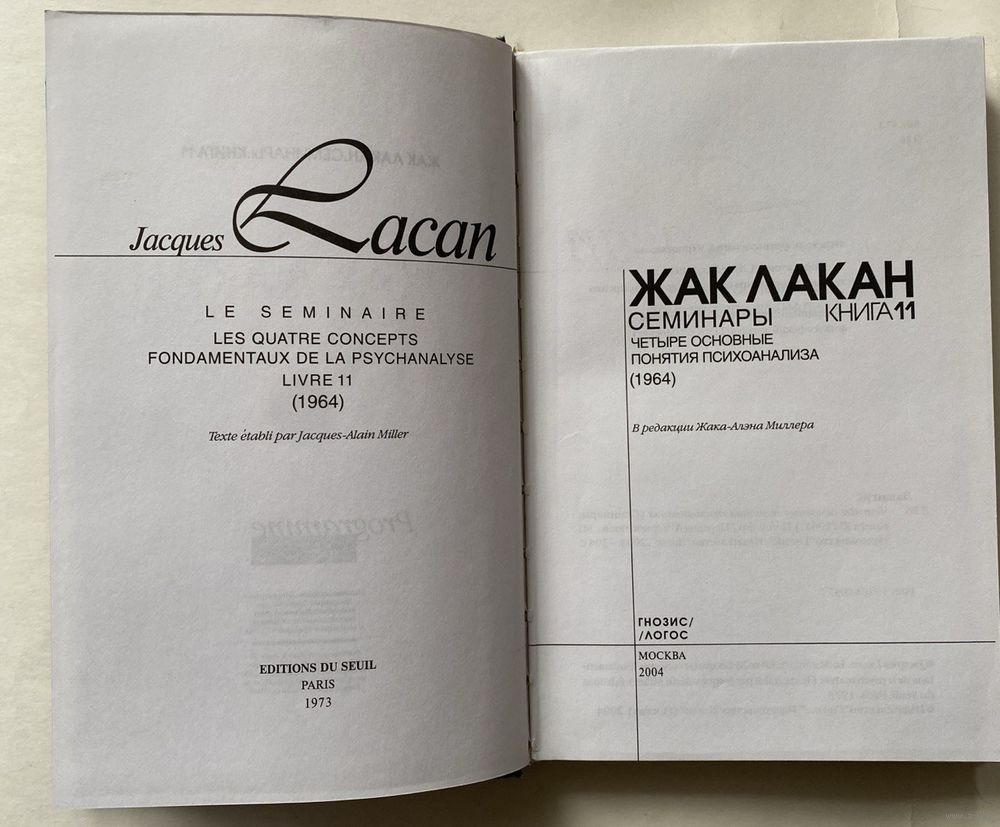 Jacques Lacan
LE SEMINAIRE
LES QUATRE CONCEPTS
FONDAMENTAUX DE LA PSYCHANALYSE
LIVRE 11
(1964)
Texte établi par Jacques-Alain Miller
Programme
EDITIONS DU SEUIL
PARIS
1973
ЖАК ЛАКАН
СЕМИНАРЫ КНИГА 11
ЧЕТЫРЕ ОСНОВНЫЕ
ПОНЯТИЯ ПСИХОАНАЛИЗА
(1964)
В редакции Жака-Алэна Миллера
ГНОЗИС/
/ЛОГОС
МОСКВА
2004